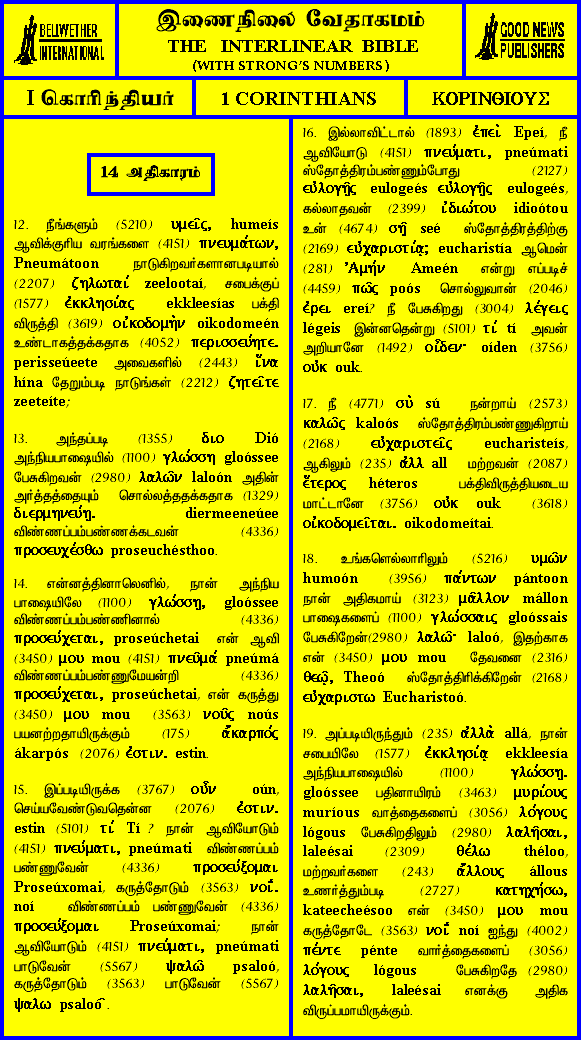 BELLWETHER
INTERNATIONAL
இணைநிலை வேதாகமம்
THE INTERLINEAR BIBLE
(WITH STRONG'S NUMBERS)
GOOD NEWS
PUBLISHERS
I கொரிந்தியர்
1 CORINTHIANS
ΚΟΡΙΝΘΙΟΥΣ
14 அதிகாரம்
12. நீங்களும் (5210) υμεῖς, humeís
ஆவிக்குரிய வரங்களை (4151) πνευμάτων,
Pneumátoon நாடுகிறவர்களானபடியால்
(2207) ζηλωταί zeelootaí, சபைக்குப்
(1577) ἐκκλησίας ekkleesías பக்தி
விருத்தி (3619) οἰκοδομὴν oikodomeén
உண்டாகத்தக்கதாக (4052) περισσεύητε.
perisseúeete அவைகளில் (2443) ἵνα
hína தேறும்படி நாடுங்கள் (2212) ζητεῖτε
zeeteíte;
13. அந்தப்படி (1355) διο Dió
அந்நியபாஷையில் (1100) γλώσση gloóssee
பேசுகிறவன் (2980) λαλῶν laloón அதின்
அர்த்தத்தையும் சொல்லத்தக்கதாக (1329)
διερμηνεύη. diermeeneúee
விண்ணப்பம்பண்ணக்கடவன் (4336)
προσευχέσθω proseuchésthoo.
14. என்னத்தினாலெனில், நான் அந்நிய
பாஷையிலே (1100) γλώσση, gloóssee
விண்ணப்பம்பண்ணினால் (4336)
προσεύχεται, proseúchetai என் ஆவி
(3450) μου mou (4151) πνεῦμά pneúmá
விண்ணப்பம்பண்ணுமேயன்றி (4336)
προσεύχεται, proseúchetai, என் கருத்து
(3450) μου mou (3563) νοῦς noús
பயனற்றதாயிருக்கும் (175) ἄκαρπός
ákarpós (2076) ἐστιν. estin.
15. இப்படியிருக்க (3767) οὖν oún,
செய்யவேண்டுவதென்ன (2076) ἐστιν.
estin (5101) τί Tí ? நான் ஆவியோடும்
(4151) πνεύματι, pneúmati விண்ணப்பம்
பண்ணுவேன் (4336) προσεύξομαι
Proseúxomai, கருத்தோடும் (3563) νοΐ.
noí விண்ணப்பம் பண்ணுவேன் (4336)
προσεύξομαι Proseúxomai; நான்
ஆவியோடும் (4151) πνεύματι, pneúmati
பாடுவேன் (5567) ψαλῶ psaloó,
கருத்தோடும் (3563) பாடுவேன் (5567)
ψαλω psaloó.
16. இல்லாவிட்டால் (1893) ἐπεὶ Epeí, நீ
ஆவியோடு (4151) πνεύματι, pneúmati
ஸ்தோத்திரம்பண்ணும்போது (2127)
εὐλογῆς eulogeés εὐλογῆς eulogeés,
கல்லாதவன் (2399) ἰδιώτου idioótou
உன் (4674) σῇ seé ஸ்தோத்திரத்திற்கு
(2169) εὐχαριστίᾳ; eucharistía ஆமென்
(281) Ἀμήν Ameén என்று எப்படிச்
(4459) πῶς poós சொல்லுவான் (2046)
ἐρει ereí? நீ பேசுகிறது (3004) λέγεις
légeis இன்னதென்று (5101) τί tí அவன்
அறியானே (1492) οἶδεν· oíden (3756)
οὐκ ouk.
17. நீ (4771) σὺ sú நன்றாய் (2573)
καλῶς kaloós ஸ்தோத்திரம்பண்ணுகிறாய்
(2168) εὐχαριστεῖς eucharisteís,
ஆகிலும் (235) ἀλλ all மற்றவன் (2087)
ἕτερος héteros பக்திவிருத்தியடைய
மாட்டானே (3756) οὐκ ouk (3618)
οἰκοδομεῖται. oikodomeítai.
18. உங்களெல்லாரிலும் (5216) υμῶν
humoón (3956) πάντων pántoon
நான் அதிகமாய் (3123) μᾶλλον mállon
பாஷைகளைப் (1100) γλώσσαις gloóssais
பேசுகிறேன்(2980) λαλῶ· laloó, இதற்காக
என் (3450) μου mou தேவனை (2316)
θεῷ, Theoó ஸ்தோத்திரிக்கிறேன் (2168)
εὐχαριστω Eucharistoó.
19. அப்படியிருந்தும் (235) ἀλλὰ allá, நான்
சபையிலே (1577) ἐκκλησίᾳ ekkleesía
அந்நியபாஷையில் (1100) γλώσση.
gloóssee பதினாயிரம் (3463) μυρίους
muríous வாத்தைகளைப் (3056) λόγους
lógous பேசுகிறதிலும் (2980) λαλῆσαι,
laleésai (2309) θέλω théloo,
மற்றவர்களை (243) ἄλλους állous
உணர்த்தும்படி (2727) κατηχήσω,
kateecheésoo என் (3450) μου mou
கருத்தோடே (3563) νοΐ noí ஐந்து (4002)
πέντε pénte வார்த்தைகளைப் (3056)
λόγους lógous பேசுகிறதே (2980)
λαλῆσαι, laleésai எனக்கு அதிக
விருப்பமாயிருக்கும்.